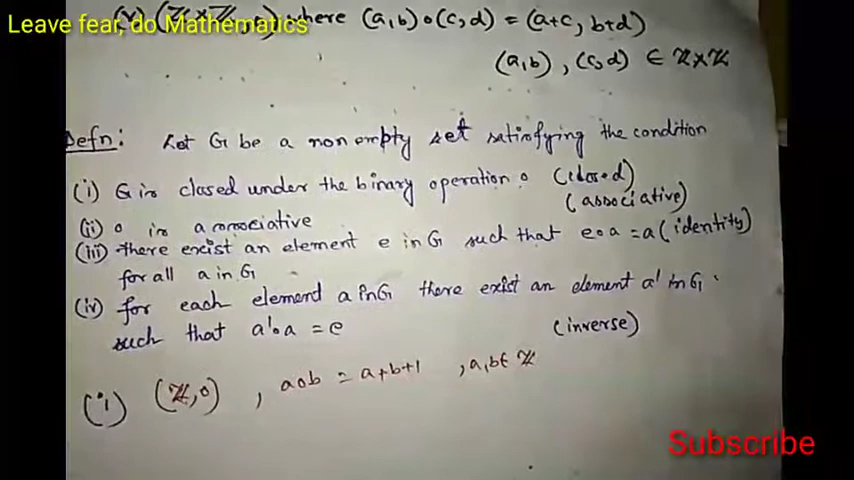 Leave fear, do Mathematics
(V) (ℤ×ℤ, o) where (a,b) o (c,d) = (a+c, b+d)
(a,b), (c,d) ∈ ℤ×ℤ
Defn: Let G be a non empty set satisfying the condition
(i) G is closed under the binary operation o (closed)
(ii) o is associative (associative)
(iii) there exist an element e in G such that e o a = a (identity)
for all a in G
(iv) for each element a in G there exist an element a' in G
such that a' o a = e (inverse)
(i) (ℤ, o) , a o b = a+b+1 , a,b ∈ ℤ
Subscribe